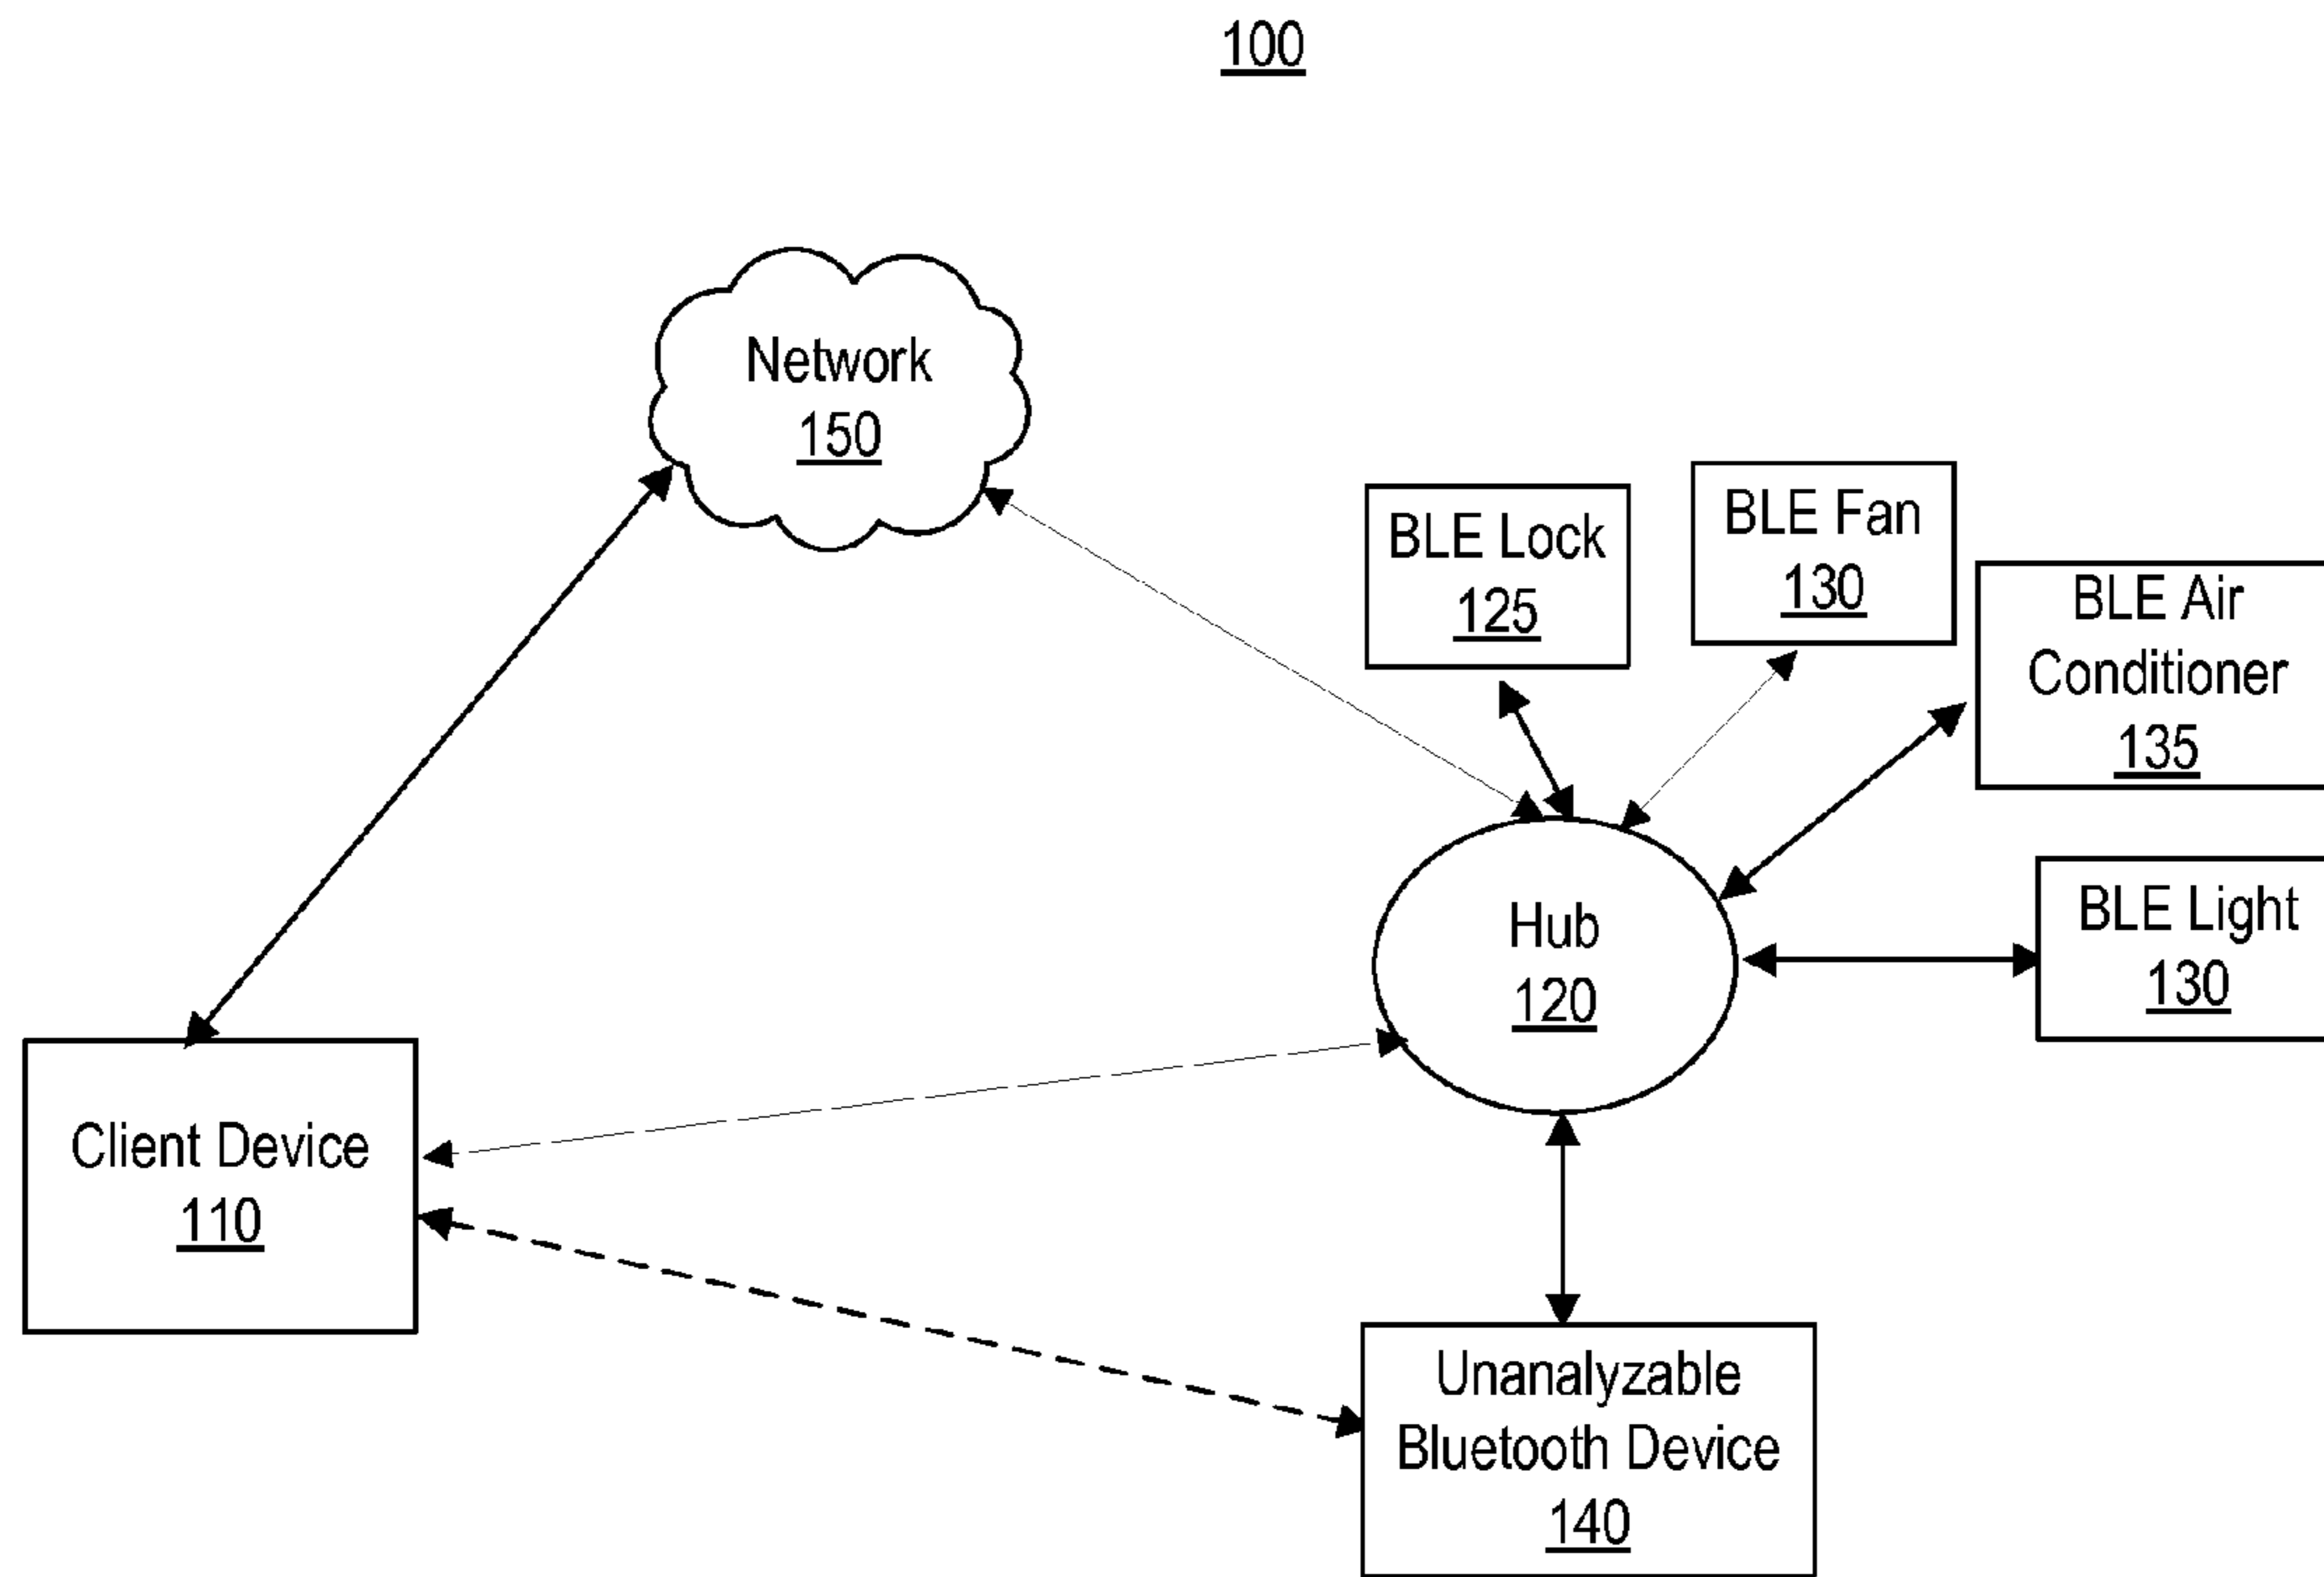 100
Network
150
BLE Lock
125
BLE Fan
130
BLE Air
Conditioner
135
BLE Light
130
Hub
120
Client Device
110
Unanalyzable
Bluetooth Device
140